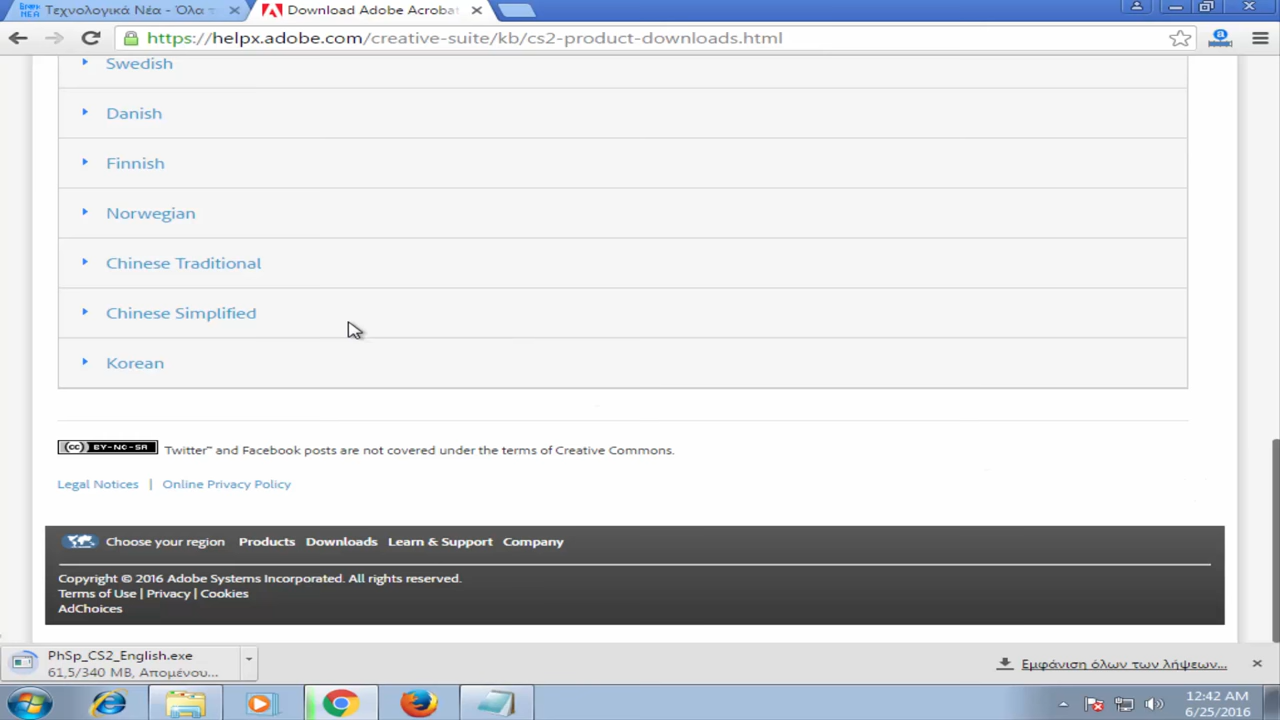 Τεχνολογικά Νέα - Όλα τ
Download Adobe Acrobat
https://helpx.adobe.com/creative-suite/kb/cs2-product-downloads.html
Swedish
Danish
Finnish
Norwegian
Chinese Traditional
Chinese Simplified
Korean
(cc) BY-NC-SA Twitter™ and Facebook posts are not covered under the terms of Creative Commons.
Legal Notices | Online Privacy Policy
Choose your region Products Downloads Learn & Support Company
Copyright © 2016 Adobe Systems Incorporated. All rights reserved.
Terms of Use | Privacy | Cookies
AdChoices
PhSp_CS2_English.exe
61,5/340 MB, Απομένου...
Εμφάνιση όλων των λήψεων...
12:42 AM
6/25/2016